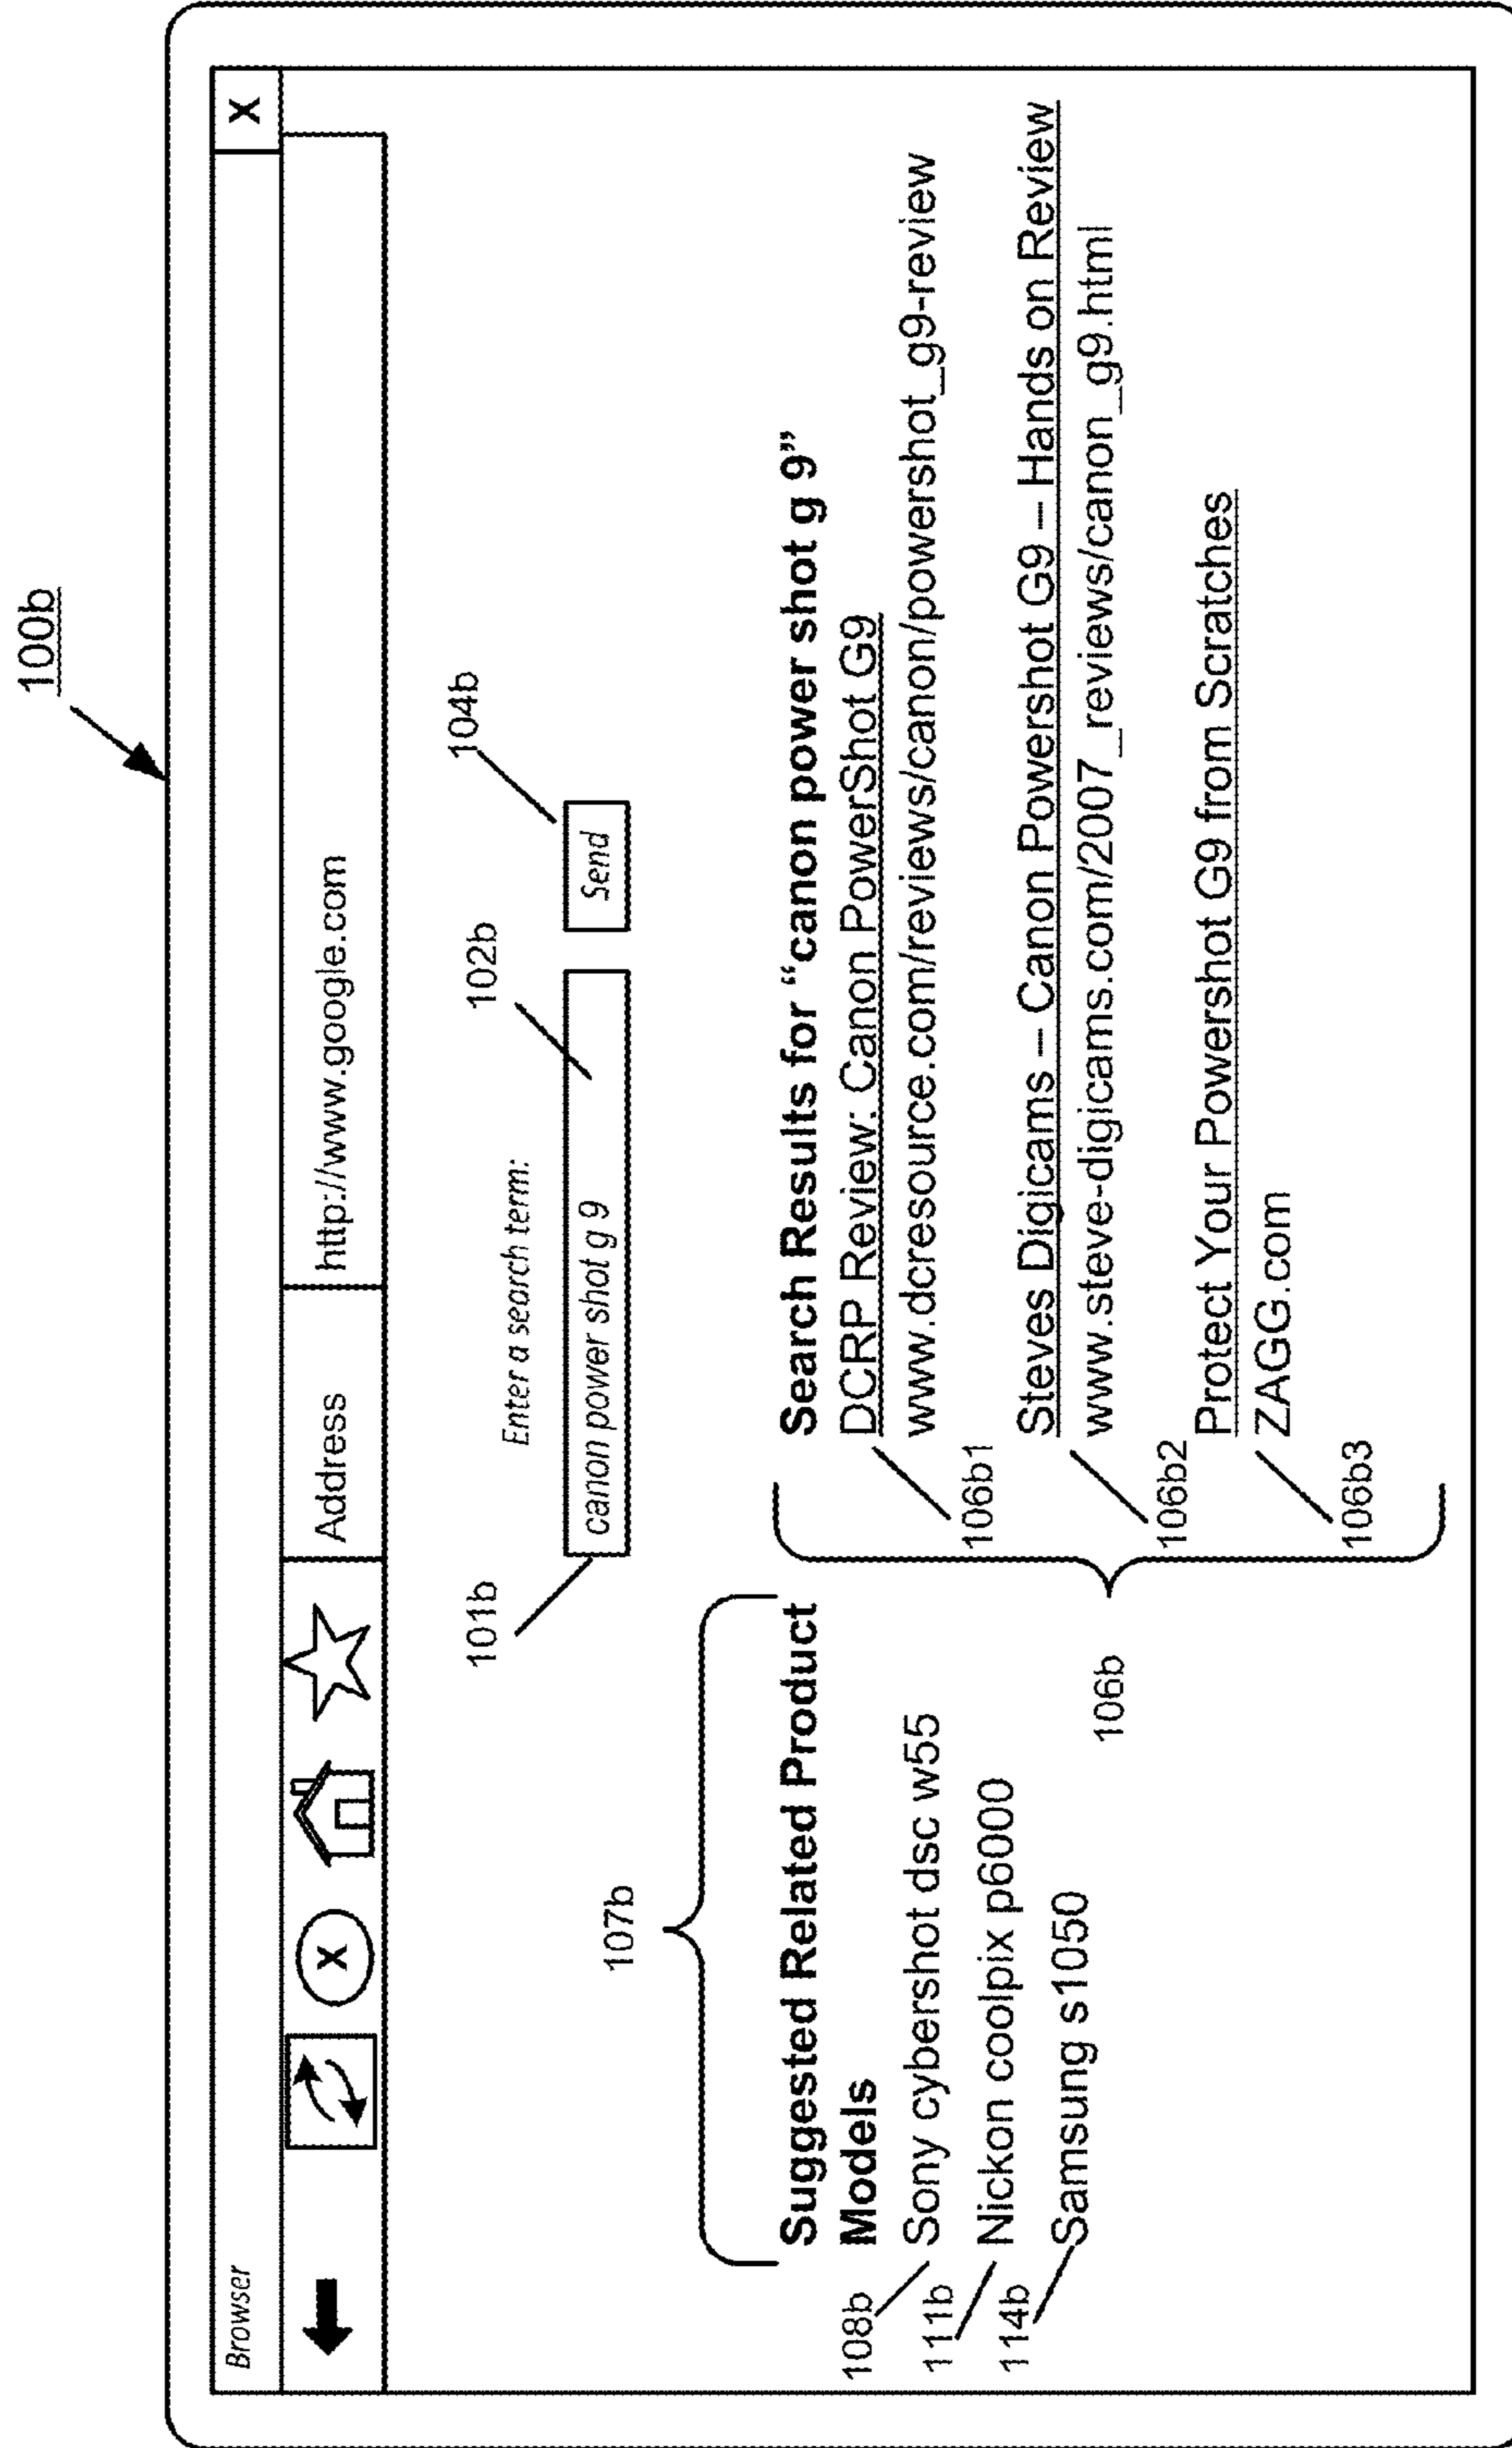 100b
Browser
X
X
Address
http://www.google.com
104b
102b
101b
Enter a search term:
canon power shot g 9
Send
107b
Suggested Related Product
Models
108b
Sony cybershot dsc w55
111b
Nickon coolpix p6000
114b
Samsung s1050
106b
Search Results for “canon power shot g 9”
DCRP Review: Canon PowerShot G9
www.dcresource.com/reviews/canon/powershot_g9-review
106b1
Steves Digicams – Canon Powershot G9 – Hands on Review
www.steve-digicams.com/2007_reviews/canon_g9.html
106b2
Protect Your Powershot G9 from Scratches
ZAGG.com
106b3